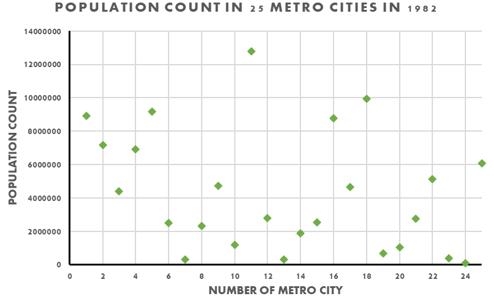 POPULATION COUNT IN 25 METRO CITIES IN 1982
14000000
12000000
10000000
8000000
6000000
4000000
2000000
0
POPULATION COUNT
0 2 4 6 8 10 12 14 16 18 20 22 24
NUMBER OF METRO CITY